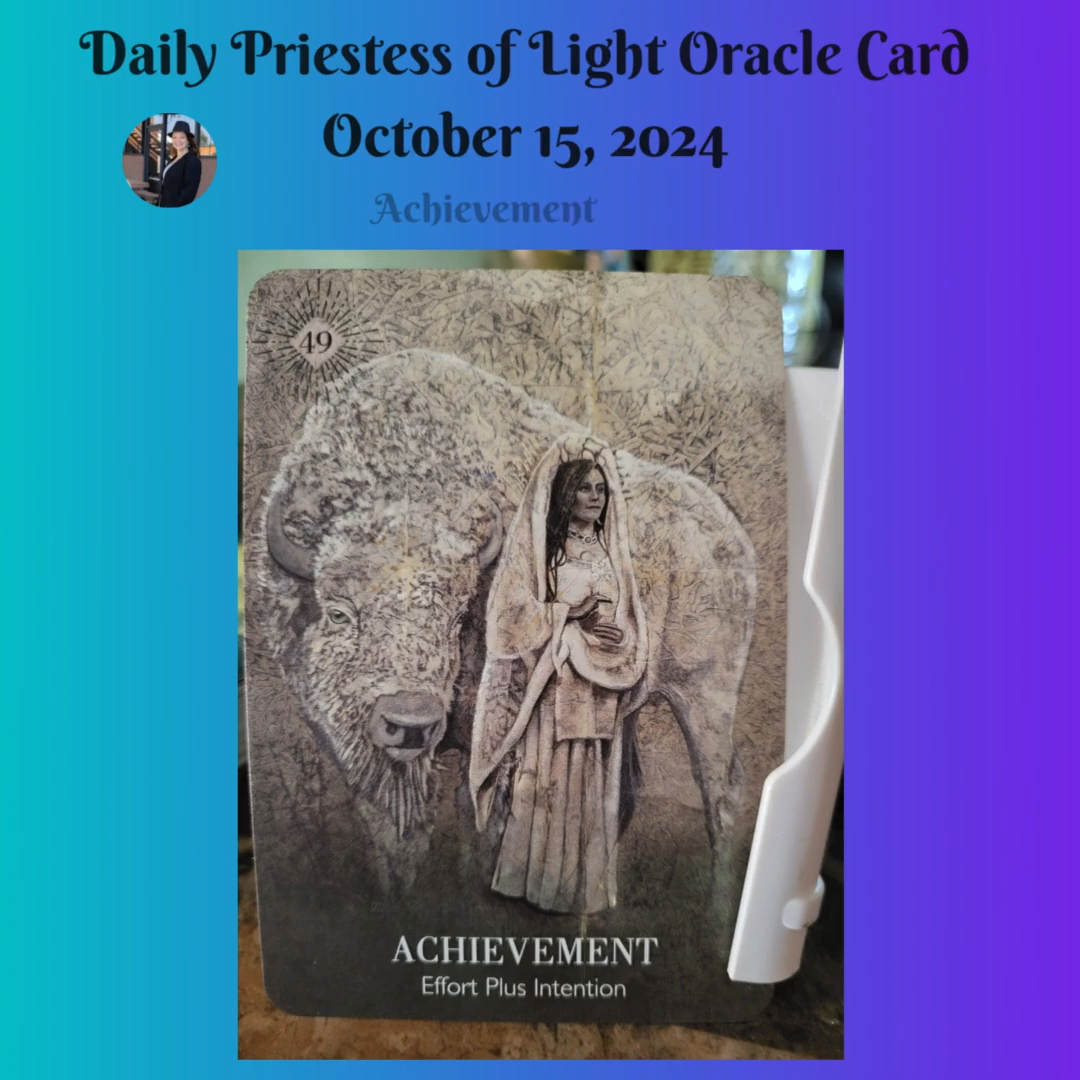 Daily Priestess of Light Oracle Card
October 15, 2024
Achievement
49
ACHIEVEMENT
Effort Plus Intention